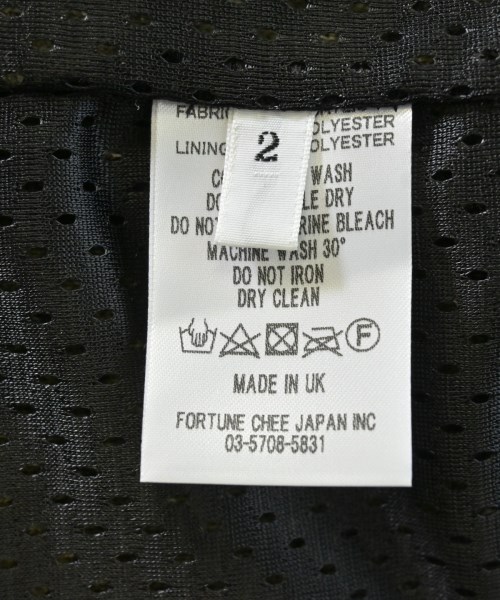 2
POLYESTER
LINING POLYESTER
WASH
DRY
DO NOT BLEACH
MACHINE WASH 30°
DO NOT IRON
DRY CLEAN
F
MADE IN UK
FORTUNE CHEE JAPAN INC
03-5708-5831